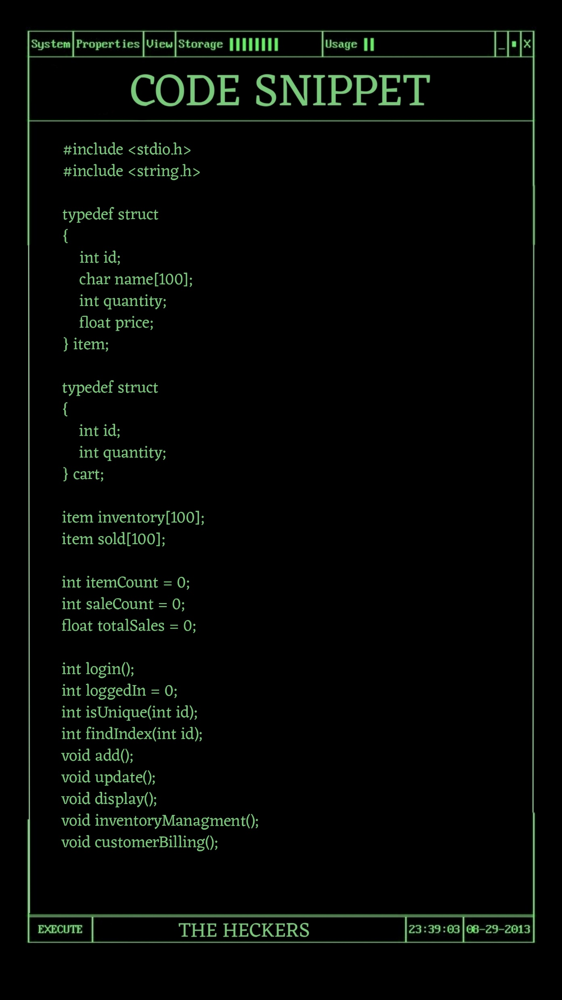 System Properties View Storage Usage _ X
CODE SNIPPET
#include <stdio.h>
#include <string.h>
typedef struct
{
int id;
char name[100];
int quantity;
float price;
} item;
typedef struct
{
int id;
int quantity;
} cart;
item inventory[100];
item sold[100];
int itemCount = 0;
int saleCount = 0;
float totalSales = 0;
int login();
int loggedIn = 0;
int isUnique(int id);
int findIndex(int id);
void add();
void update();
void display();
void inventoryManagment();
void customerBilling();
EXECUTE THE HECKERS 23:39:03 08-29-2013